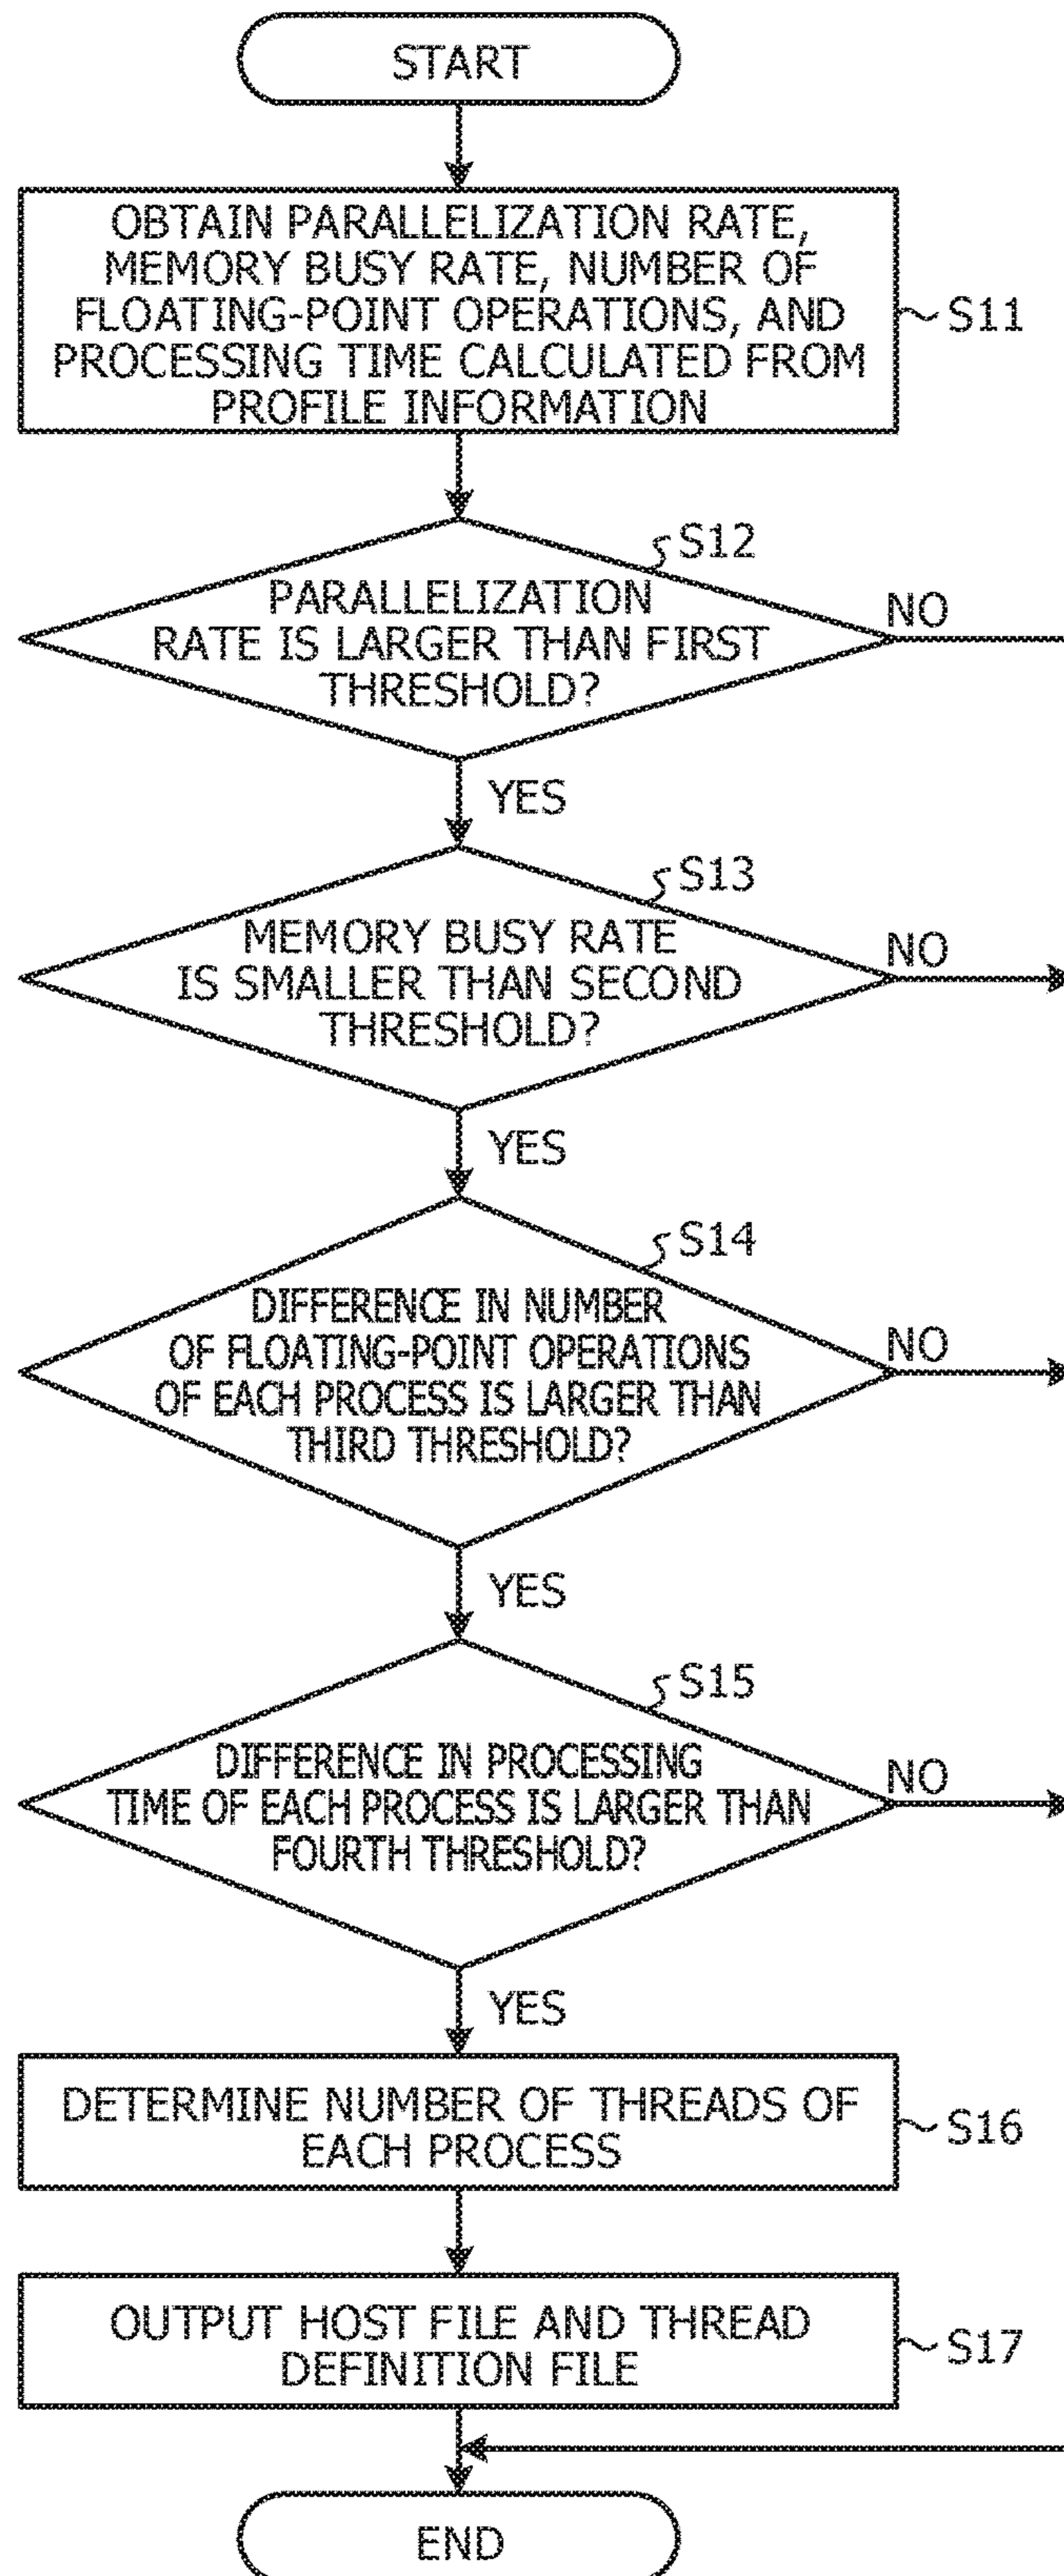 START
OBTAIN PARALLELIZATION RATE,
MEMORY BUSY RATE, NUMBER OF
FLOATING-POINT OPERATIONS, AND
PROCESSING TIME CALCULATED FROM
PROFILE INFORMATION
S11
S12
PARALLELIZATION
RATE IS LARGER THAN FIRST
THRESHOLD?
NO
YES
S13
MEMORY BUSY RATE
IS SMALLER THAN SECOND
THRESHOLD?
NO
YES
S14
DIFFERENCE IN NUMBER
OF FLOATING-POINT OPERATIONS
OF EACH PROCESS IS LARGER THAN
THIRD THRESHOLD?
NO
YES
S15
DIFFERENCE IN PROCESSING
TIME OF EACH PROCESS IS LARGER THAN
FOURTH THRESHOLD?
NO
YES
DETERMINE NUMBER OF THREADS OF
EACH PROCESS
S16
OUTPUT HOST FILE AND THREAD
DEFINITION FILE
S17
END